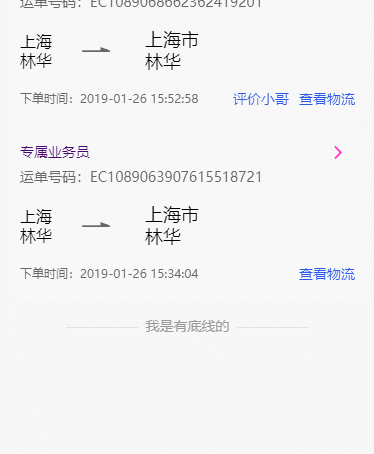 运单号码：EC1089068662362419201
上海 上海市
林华 林华
下单时间：2019-01-26 15:52:58 评价小哥 查看物流
专属业务员
运单号码：EC1089063907615518721
上海 上海市
林华 林华
下单时间：2019-01-26 15:34:04 查看物流
我是有底线的